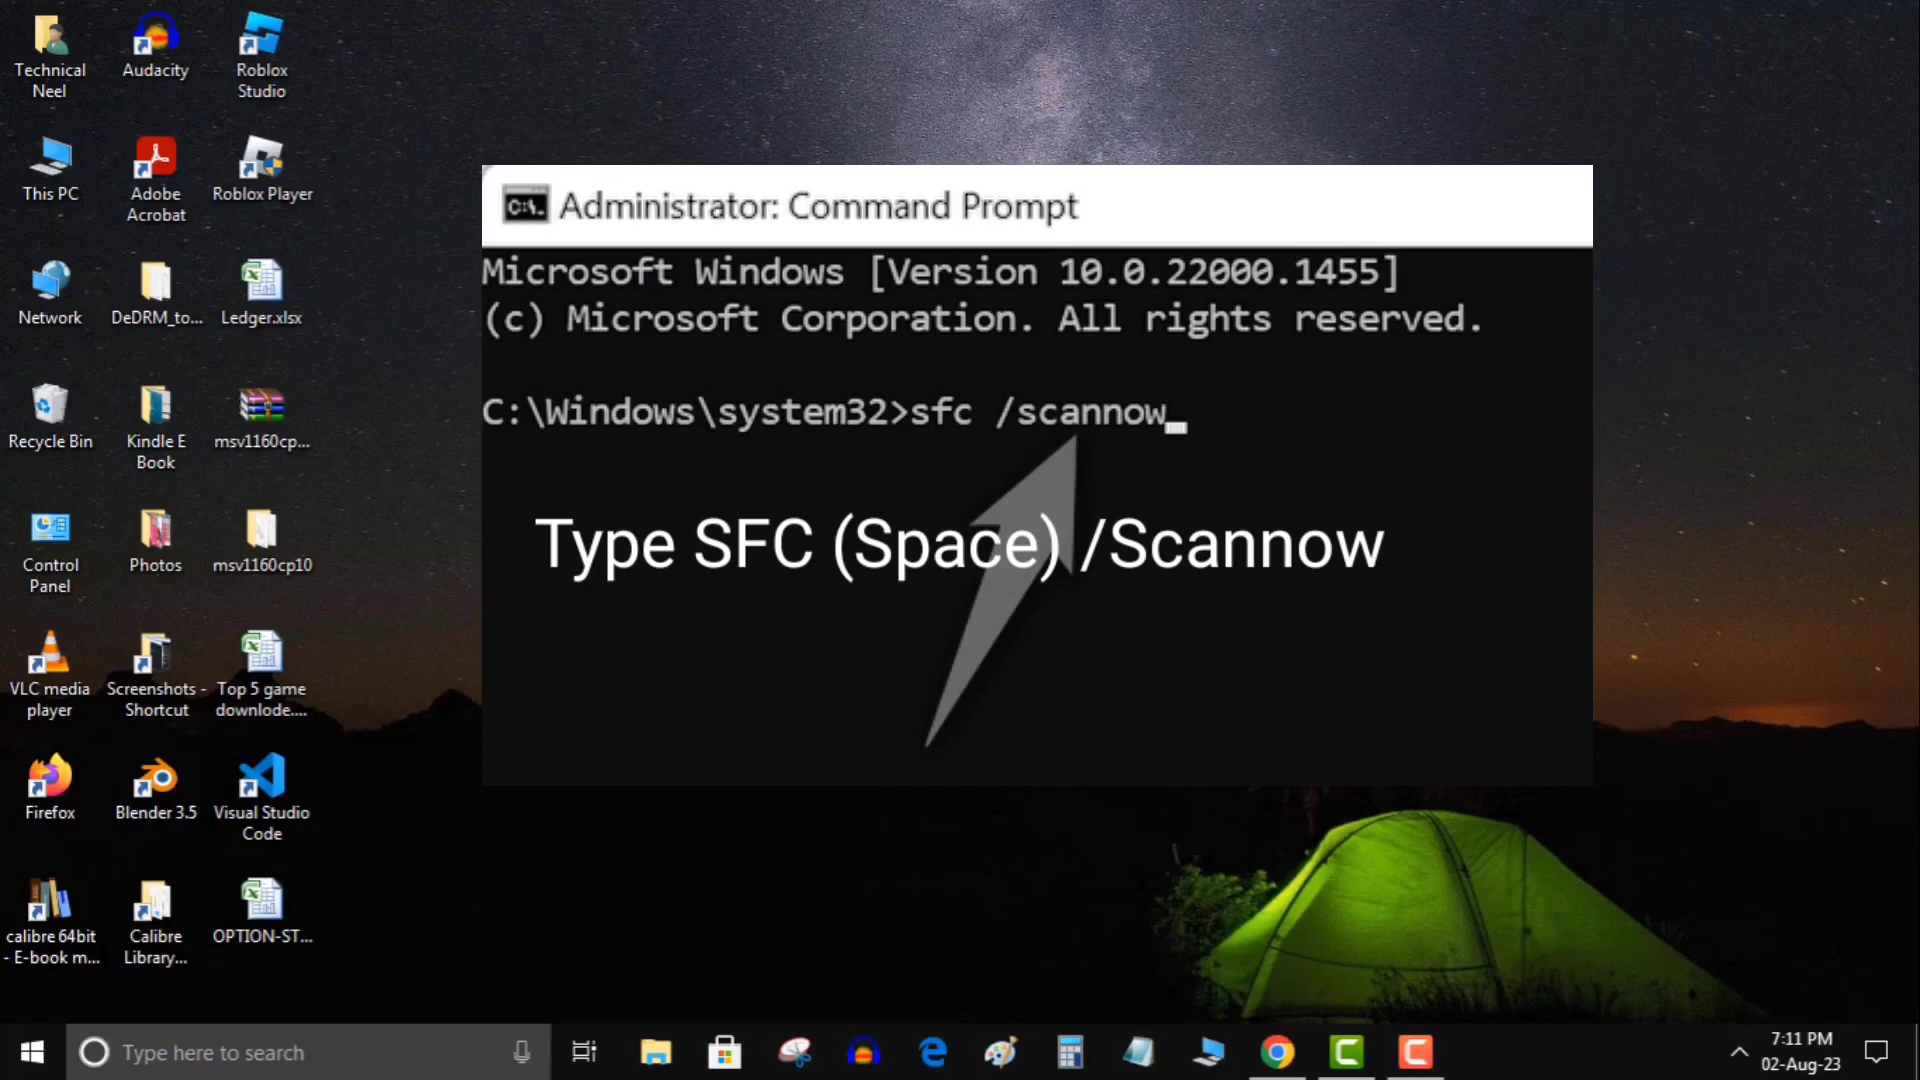 Technical
Neel
Audacity
Roblox
Studio
This PC
Adobe
Acrobat
Roblox Player
Network
DeDRM_to...
Ledger.xlsx
Recycle Bin
Kindle E
Book
msv1160cp...
Control
Panel
Photos
msv1160cp10
VLC media
player
Screenshots -
Shortcut
Top 5 game
downlode....
Firefox
Blender 3.5
Visual Studio
Code
calibre 64bit
- E-book m...
Calibre
Library...
OPTION-ST...
C:\.
Administrator: Command Prompt
Microsoft Windows [Version 10.0.22000.1455]
(c) Microsoft Corporation. All rights reserved.
C:\Windows\system32>sfc /scannow
Type SFC (Space) /Scannow
Type here to search
7:11 PM
02-Aug-23